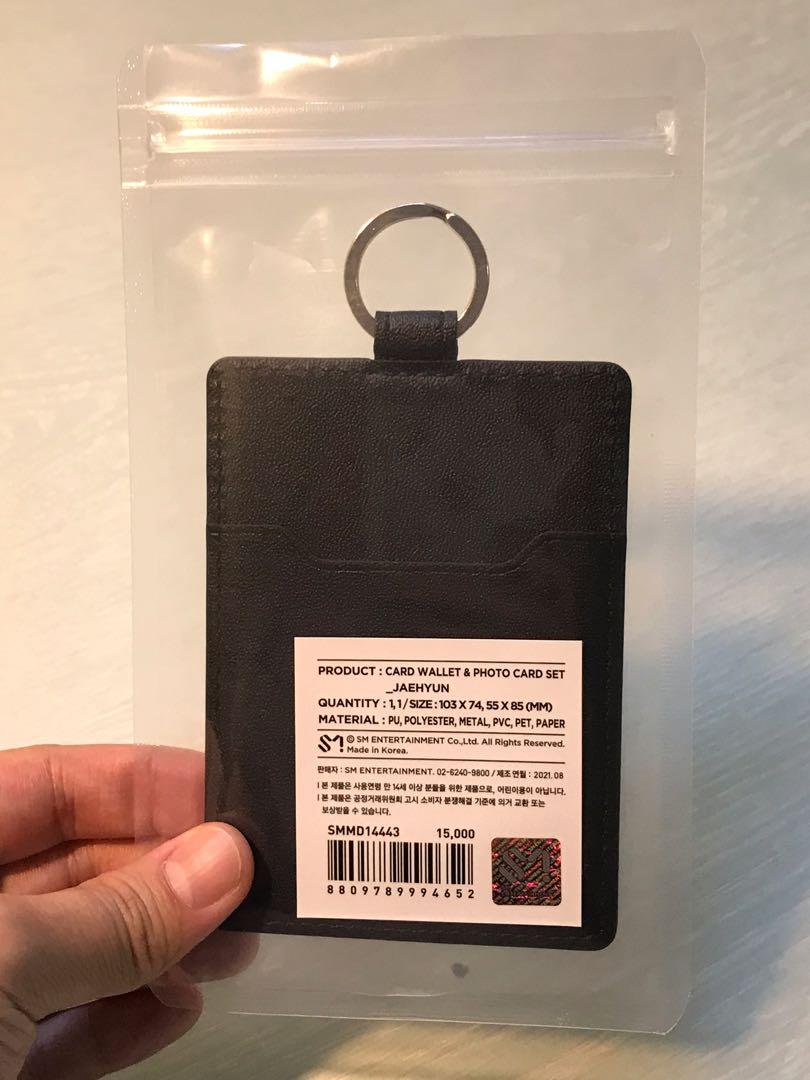 PRODUCT : CARD WALLET & PHOTO CARD SET
_JAEHYUN
QUANTITY : 1, 1 / SIZE : 103 X 74, 55 X 85 (MM)
MATERIAL : PU, POLYESTER, METAL, PVC, PET, PAPER
SM © SM ENTERTAINMENT Co.,Ltd. All Rights Reserved.
Made in Korea.
판매자 : SM ENTERTAINMENT. 02-6240-9800 / 제조 연월 : 2021. 08
l 본 제품은 사용연령 만 14세 이상 분들을 위한 제품으로, 어린이용이 아닙니다.
l 본 제품은 공정거래위원회 고시 소비자 분쟁해결 기준에 의거 교환 또는
보상받을 수 있습니다.
SMMD14443 15,000
8809789994652
SM